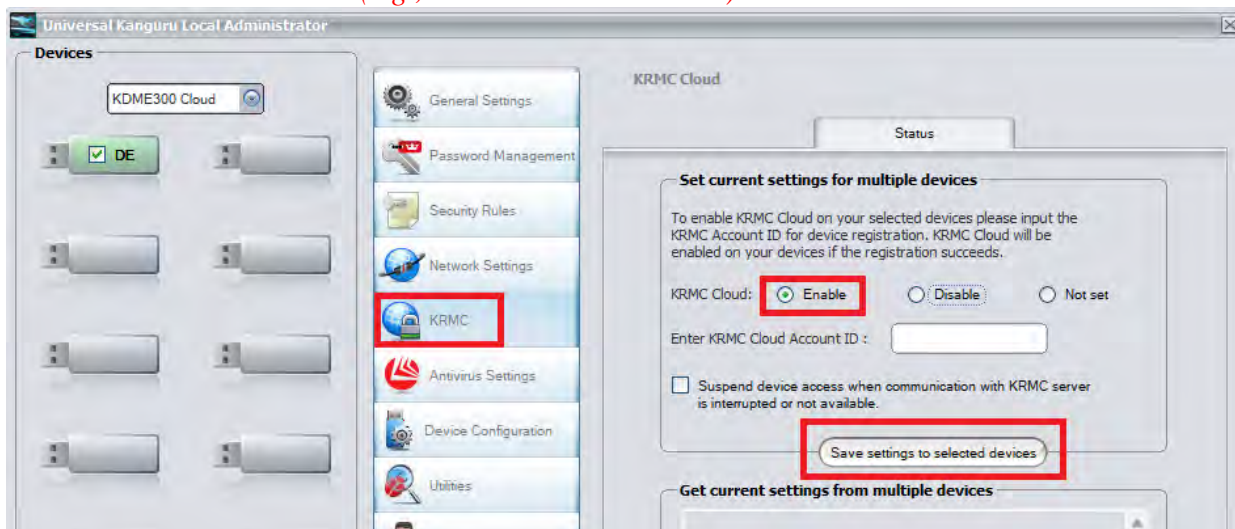 Universal Kanguru Local Administrator
Devices
KDME300 Cloud
DE
General Settings
Password Management
Security Rules
Network Settings
KRMC
Antivirus Settings
Device Configuration
Utilities
KRMC Cloud
Status
Set current settings for multiple devices
To enable KRMC Cloud on your selected devices please input the
KRMC Account ID for device registration. KRMC Cloud will be
enabled on your devices if the registration succeeds.
KRMC Cloud: Enable Disable Not set
Enter KRMC Cloud Account ID :
Suspend device access when communication with KRMC server
is interrupted or not available.
Save settings to selected devices
Get current settings from multiple devices